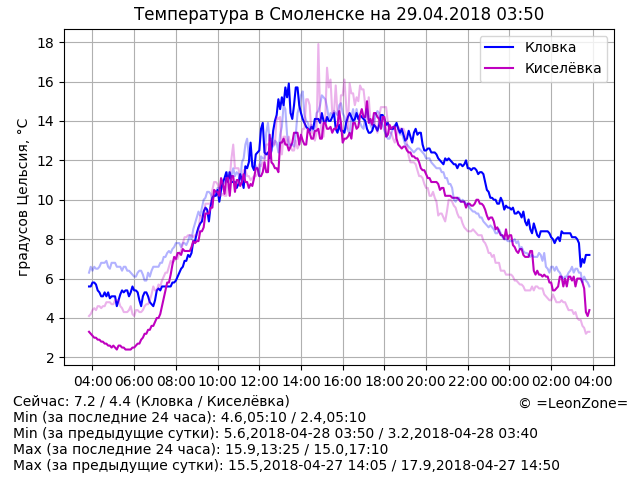 Температура в Смоленске на 29.04.2018 03:50
Кловка
Киселёвка
градусов Цельсия, °C
18
16
14
12
10
8
6
4
2
04:00 06:00 08:00 10:00 12:00 14:00 16:00 18:00 20:00 22:00 00:00 02:00 04:00
Сейчас: 7.2 / 4.4 (Кловка / Киселёвка)
© =LeonZone=
Min (за последние 24 часа): 4.6,05:10 / 2.4,05:10
Min (за предыдущие сутки): 5.6,2018-04-28 03:50 / 3.2,2018-04-28 03:40
Max (за последние 24 часа): 15.9,13:25 / 15.0,17:10
Max (за предыдущие сутки): 15.5,2018-04-27 14:05 / 17.9,2018-04-27 14:50